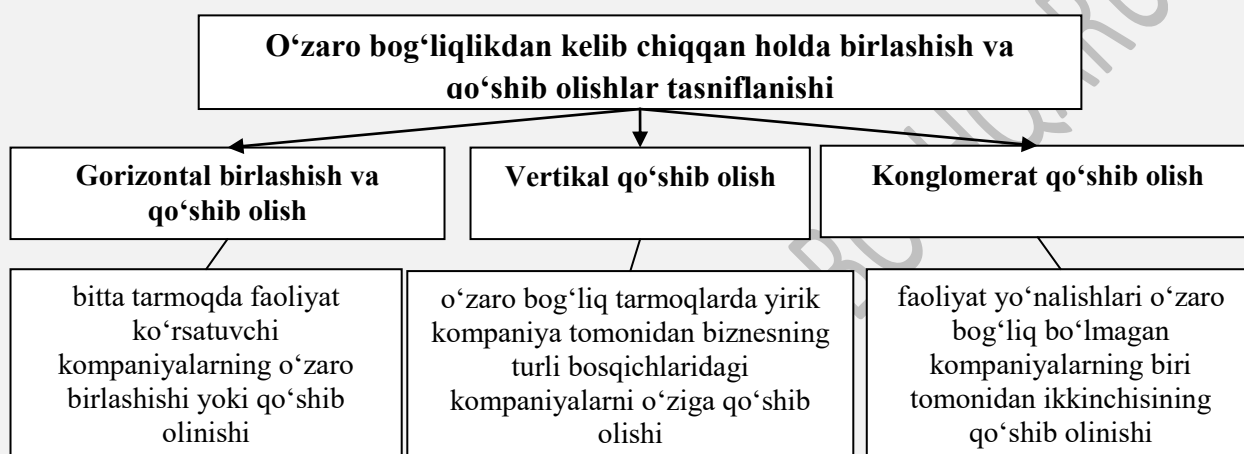 O‘zaro bog‘liqlikdan kelib chiqqan holda birlashish va
qo‘shib olishlar tasniflanishi
Gorizontal birlashish va
qo‘shib olish
Vertikal qo‘shib olish
Konglomerat qo‘shib olish
bitta tarmoqda faoliyat
ko‘rsatuvchi
kompaniyalarning o‘zaro
birlashishi yoki qo‘shib
olinishi
o‘zaro bog‘liq tarmoqlarda yirik
kompaniya tomonidan biznesning
turli bosqichlaridagi
kompaniyalarni o‘ziga qo‘shib
olishi
faoliyat yo‘nalishlari o‘zaro
bog‘liq bo‘lmagan
kompaniyalarning biri
tomonidan ikkinchisining
qo‘shib olinishi